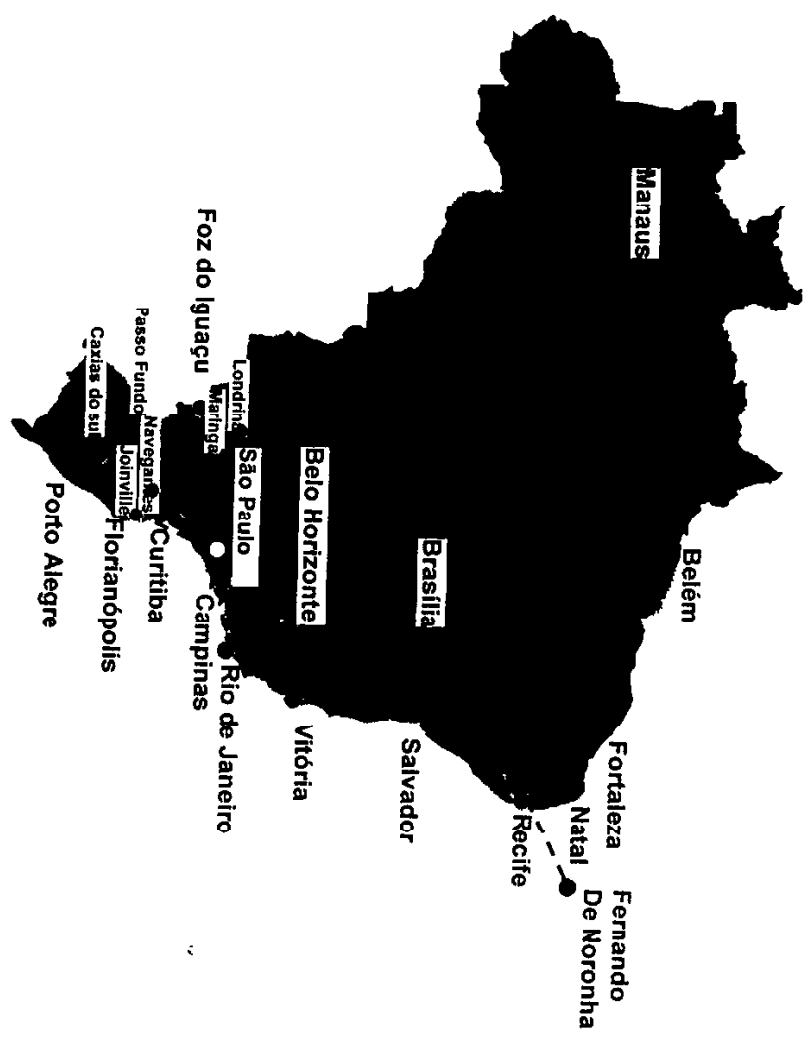 Manaus
Belém
Fortaleza
Natal
Fernando
De Noronha
Recife
Brasília
Salvador
Belo Horizonte
Vitória
São Paulo
Londrina
Maringa
Rio de Janeiro
Foz do Iguaçu
Campinas
Curitiba
Navegantes
Passo Fundo
Joinville
Florianópolis
Caxias do sul
Porto Alegre